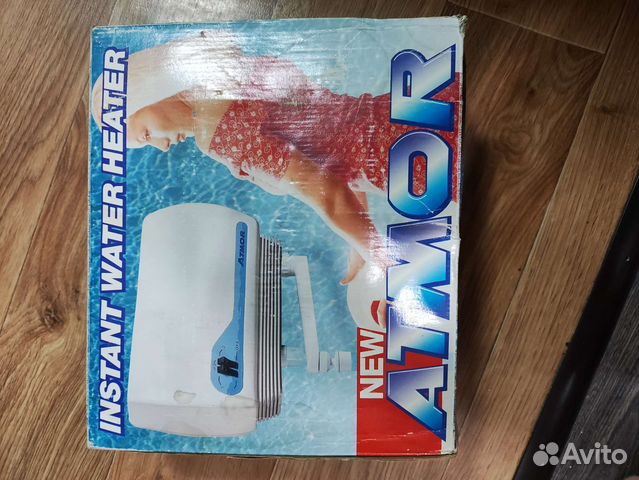 INSTANT WATER HEATER
ATMOR
NEW
ATMOR
Avito